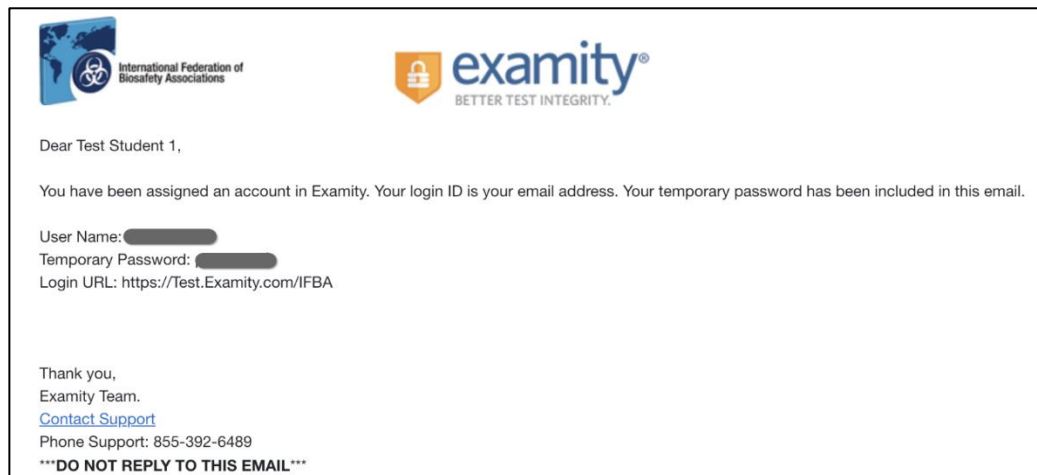 International Federation of
Biosafety Associations
examity®
BETTER TEST INTEGRITY.
Dear Test Student 1,
You have been assigned an account in Examity. Your login ID is your email address. Your temporary password has been included in this email.
User Name:
Temporary Password:
Login URL: https://Test.Examity.com/IFBA
Thank you,
Examity Team.
Contact Support
Phone Support: 855-392-6489
***DO NOT REPLY TO THIS EMAIL***